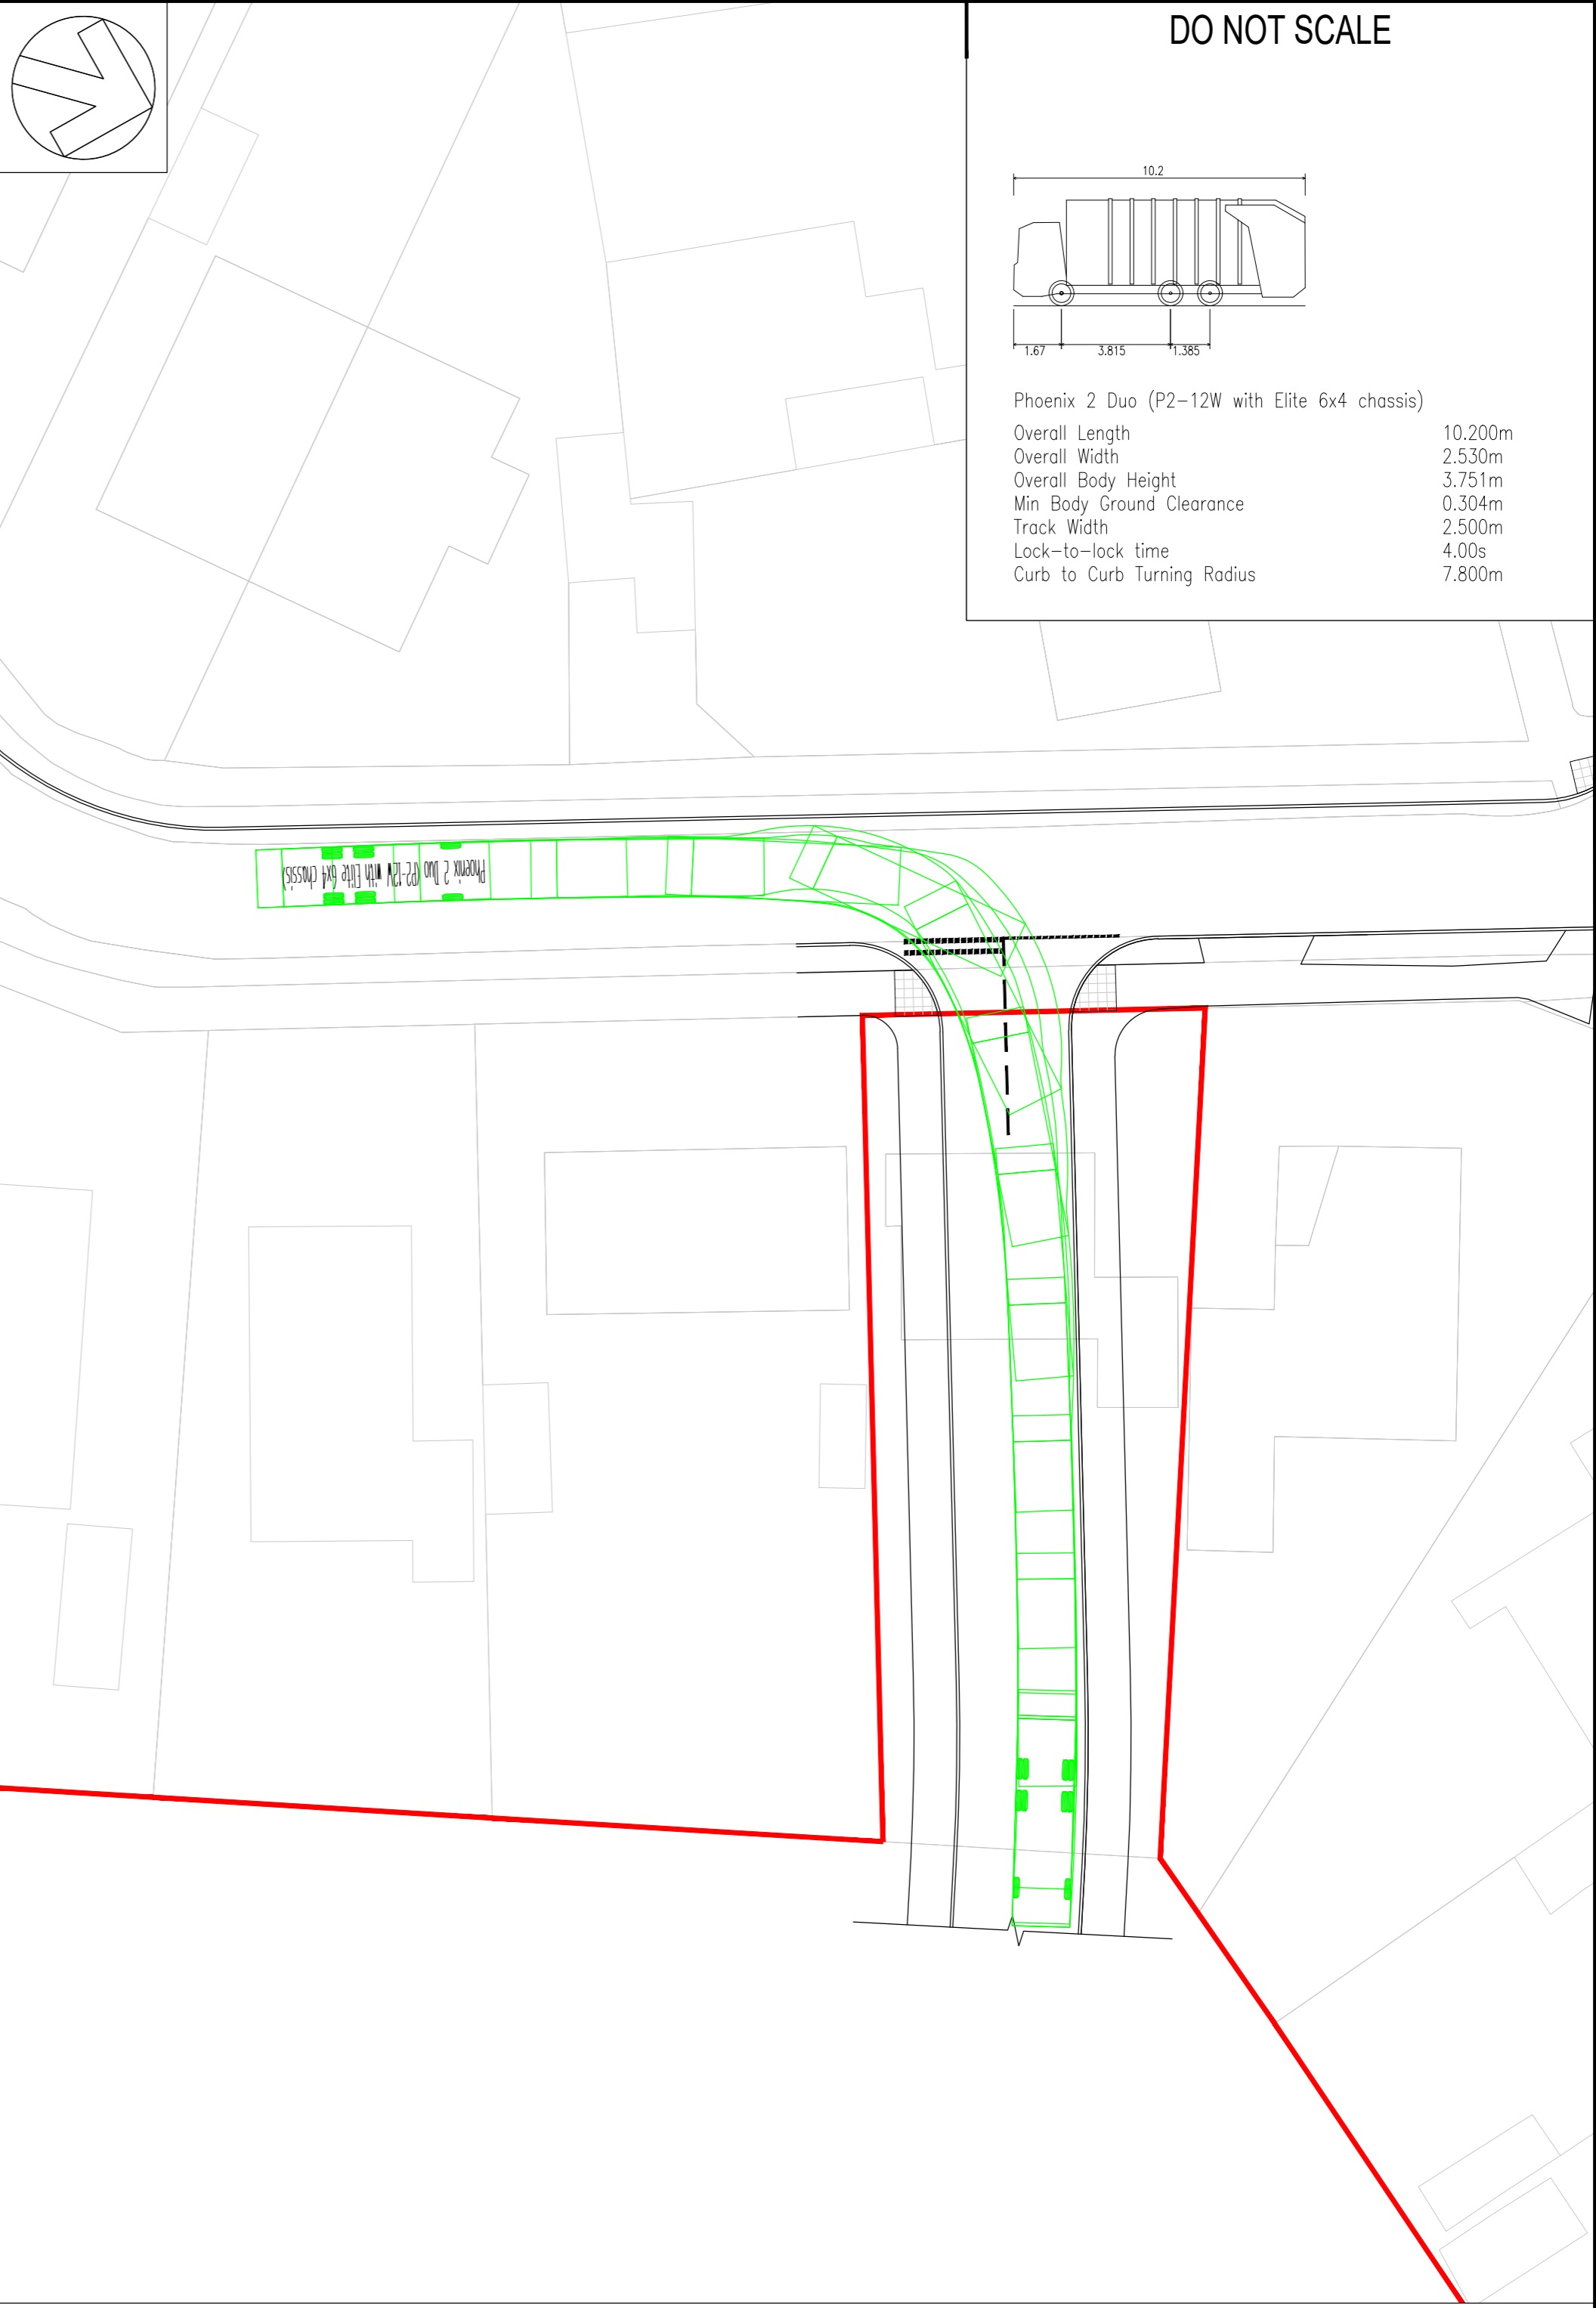 DO NOT SCALE
10.2
1.67
3.815
1.385
Phoenix 2 Duo (P2-12W with Elite 6x4 chassis)
Overall Length 10.200m
Overall Width 2.530m
Overall Body Height 3.751m
Min Body Ground Clearance 0.304m
Track Width 2.500m
Lock-to-lock time 4.00s
Curb to Curb Turning Radius 7.800m
Phoenix 2 Duo (P2-12W with Elite 6x4 chassis)